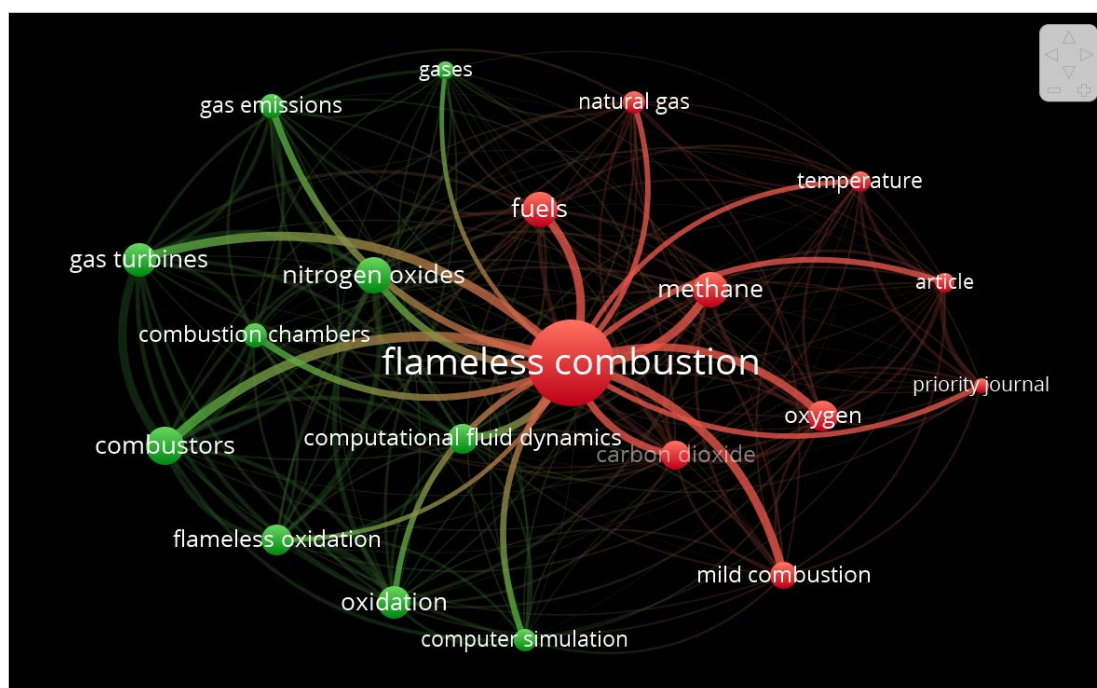 gases
gas emissions
natural gas
temperature
fuels
gas turbines
nitrogen oxides
methane
article
combustion chambers
flameless combustion
priority journal
oxygen
combustors
computational fluid dynamics
carbon dioxide
flameless oxidation
mild combustion
oxidation
computer simulation